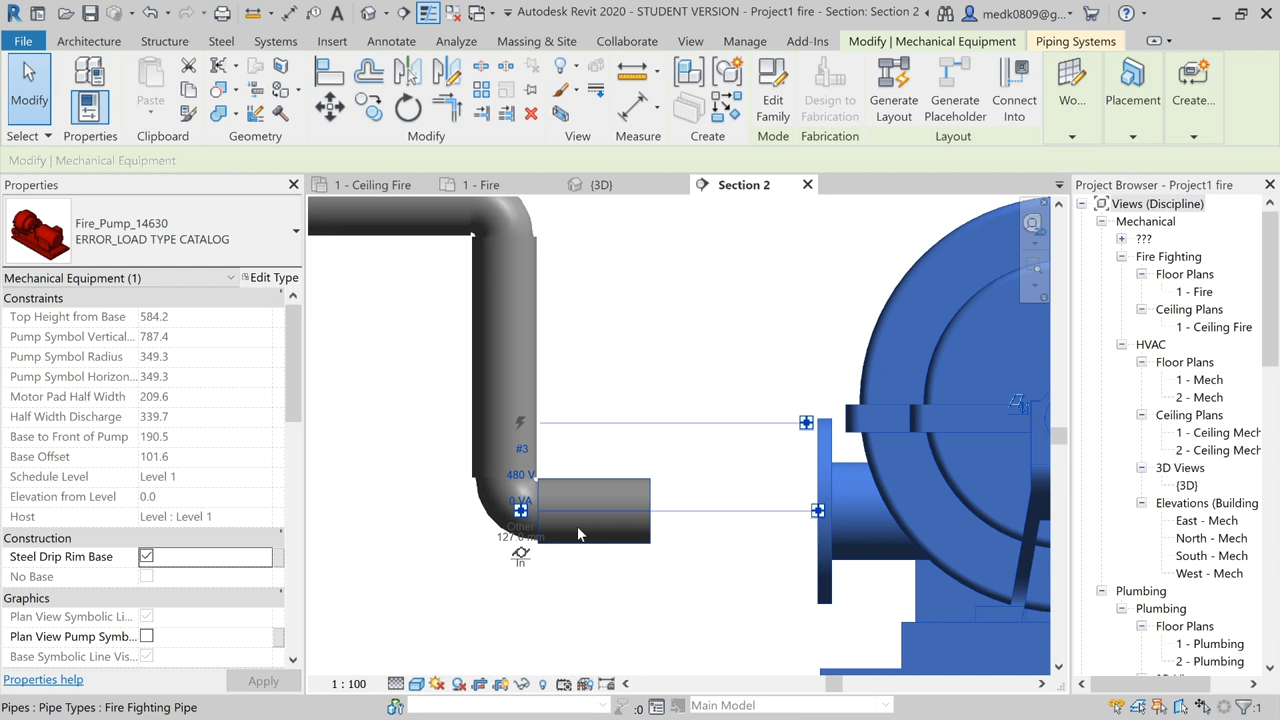 Autodesk Revit 2020 - STUDENT VERSION - Project1 fire - Section: Section 2
medk0809@g...
File
Architecture
Structure
Steel
Systems
Insert
Annotate
Analyze
Massing & Site
Collaborate
View
Manage
Add-Ins
Modify | Mechanical Equipment
Piping Systems
Modify
Paste
Edit
Family
Design to
Fabrication
Generate
Layout
Generate
Placeholder
Connect
Into
Wo...
Placement
Create...
Select
Properties
Clipboard
Geometry
Modify
View
Measure
Create
Mode
Fabrication
Layout
Modify | Mechanical Equipment
Properties
Fire_Pump_14630
ERROR_LOAD TYPE CATALOG
Mechanical Equipment (1)
Edit Type
Constraints
Top Height from Base 584.2
Pump Symbol Vertical... 787.4
Pump Symbol Radius 349.3
Pump Symbol Horizon... 349.3
Motor Pad Half Width 209.6
Half Width Discharge 339.7
Base to Front of Pump 190.5
Base Offset 101.6
Schedule Level Level 1
Elevation from Level 0.0
Host Level : Level 1
Construction
Steel Drip Rim Base
No Base
Graphics
Plan View Symbolic Li...
Plan View Pump Symb...
Base Symbolic Line Vis...
Properties help
Apply
1 - Ceiling Fire
1 - Fire
{3D}
Section 2
#3
480 V
0 VA
Other
127.0 mm
In
1 : 100
Project Browser - Project1 fire
Views (Discipline)
Mechanical
???
Fire Fighting
Floor Plans
1 - Fire
Ceiling Plans
1 - Ceiling Fire
HVAC
Floor Plans
1 - Mech
2 - Mech
Ceiling Plans
1 - Ceiling Mech
2 - Ceiling Mech
3D Views
{3D}
Elevations (Building
East - Mech
North - Mech
South - Mech
West - Mech
Plumbing
Plumbing
Floor Plans
1 - Plumbing
2 - Plumbing
Pipes : Pipe Types : Fire Fighting Pipe
:0
Main Model
:1